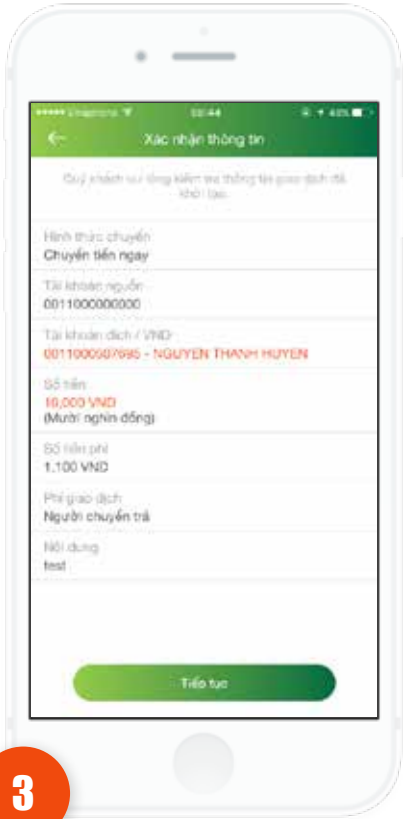 22:44
Xác nhận thông tin
Quý khách vui lòng kiểm tra thông tin giao dịch đã
khởi tạo.
Hình thức chuyển
Chuyển tiền ngay
Tài khoản nguồn
0011000000000
Tài khoản đích / VND
0011000507695 - NGUYEN THANH HUYEN
Số tiền
10,000 VND
(Mười nghìn đồng)
Số tiền phí
1.100 VND
Phí giao dịch
Người chuyển trả
Nội dung
test
Tiếp tục
3